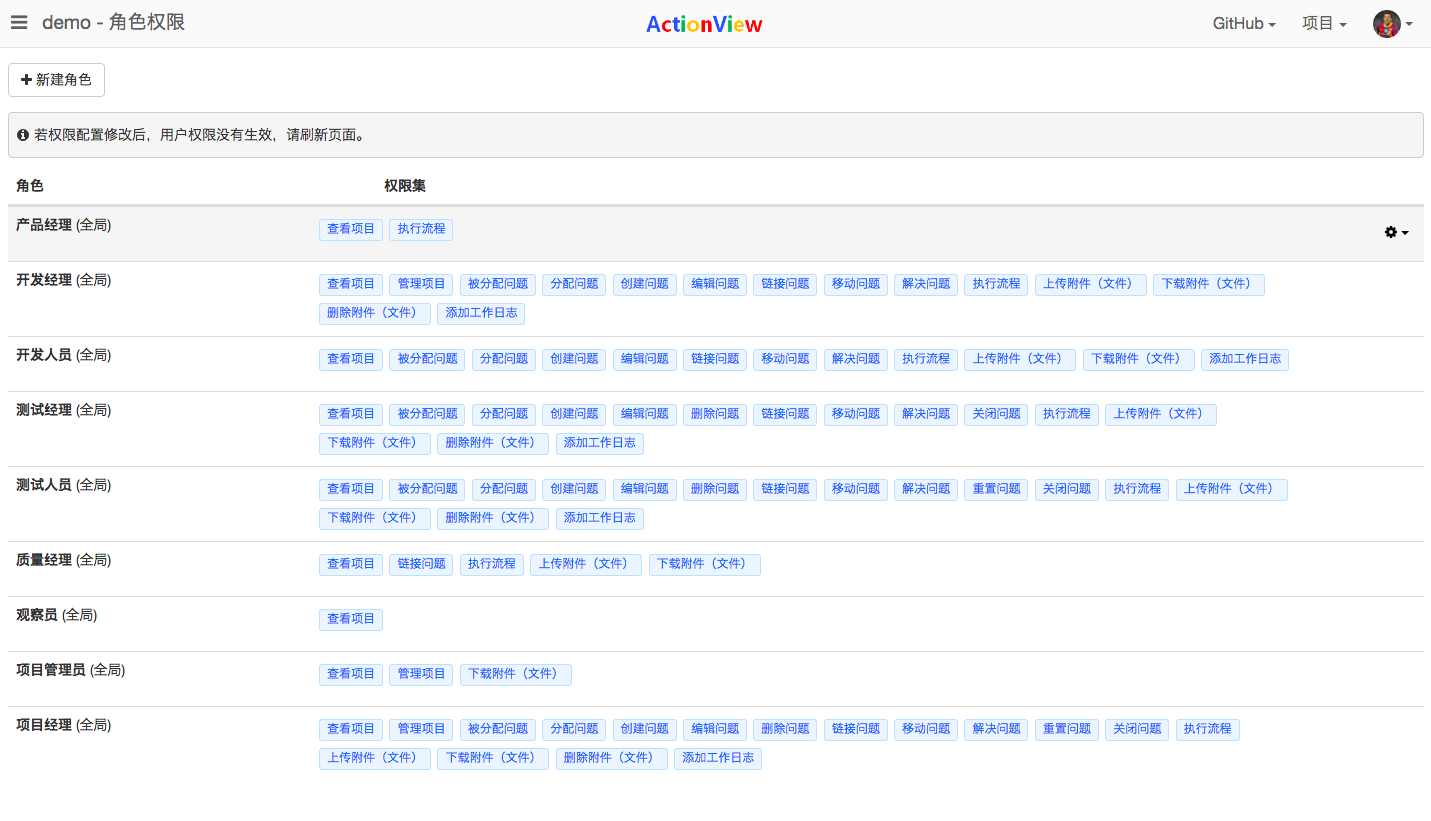 demo - 角色权限 ActionView GitHub 项目
新建角色
若权限配置修改后，用户权限没有生效，请刷新页面。
角色 权限集
产品经理 (全局) 查看项目 执行流程
开发经理 (全局) 查看项目 管理项目 被分配问题 分配问题 创建问题 编辑问题 链接问题 移动问题 解决问题 执行流程 上传附件（文件） 下载附件（文件）
删除附件（文件） 添加工作日志
开发人员 (全局) 查看项目 被分配问题 分配问题 创建问题 编辑问题 链接问题 移动问题 解决问题 执行流程 上传附件（文件） 下载附件（文件） 添加工作日志
测试经理 (全局) 查看项目 被分配问题 分配问题 创建问题 编辑问题 删除问题 链接问题 移动问题 解决问题 关闭问题 执行流程 上传附件（文件）
下载附件（文件） 删除附件（文件） 添加工作日志
测试人员 (全局) 查看项目 被分配问题 分配问题 创建问题 编辑问题 删除问题 链接问题 移动问题 解决问题 重置问题 关闭问题 执行流程 上传附件（文件）
下载附件（文件） 删除附件（文件） 添加工作日志
质量经理 (全局) 查看项目 链接问题 执行流程 上传附件（文件） 下载附件（文件）
观察员 (全局) 查看项目
项目管理员 (全局) 查看项目 管理项目 下载附件（文件）
项目经理 (全局) 查看项目 管理项目 被分配问题 分配问题 创建问题 编辑问题 删除问题 链接问题 移动问题 解决问题 重置问题 关闭问题 执行流程
上传附件（文件） 下载附件（文件） 删除附件（文件） 添加工作日志